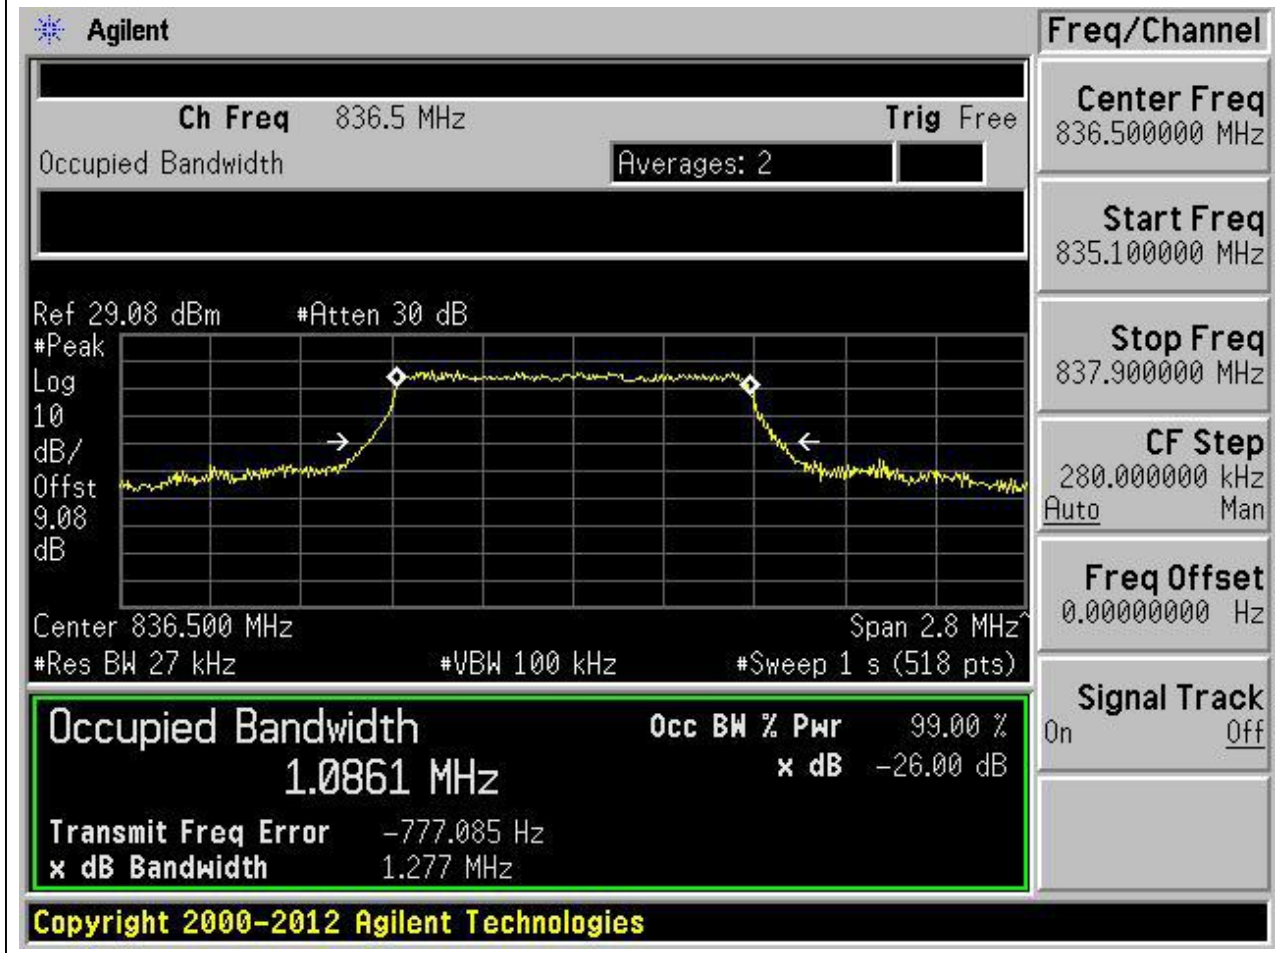 Agilent
Freq/Channel
Ch Freq 836.5 MHz Trig Free
Occupied Bandwidth Averages: 2
Center Freq
836.500000 MHz
Start Freq
835.100000 MHz
Stop Freq
837.900000 MHz
CF Step
280.000000 kHz
Auto Man
Freq Offset
0.00000000 Hz
Signal Track
On Off
Ref 29.08 dBm #Atten 30 dB
#Peak
Log
10
dB/
Offst
9.08
dB
Center 836.500 MHz Span 2.8 MHz^
#Res BW 27 kHz #VBW 100 kHz #Sweep 1 s (518 pts)
Occupied Bandwidth Occ BW % Pwr 99.00 %
1.0861 MHz x dB -26.00 dB
Transmit Freq Error -777.085 Hz
x dB Bandwidth 1.277 MHz
Copyright 2000-2012 Agilent Technologies